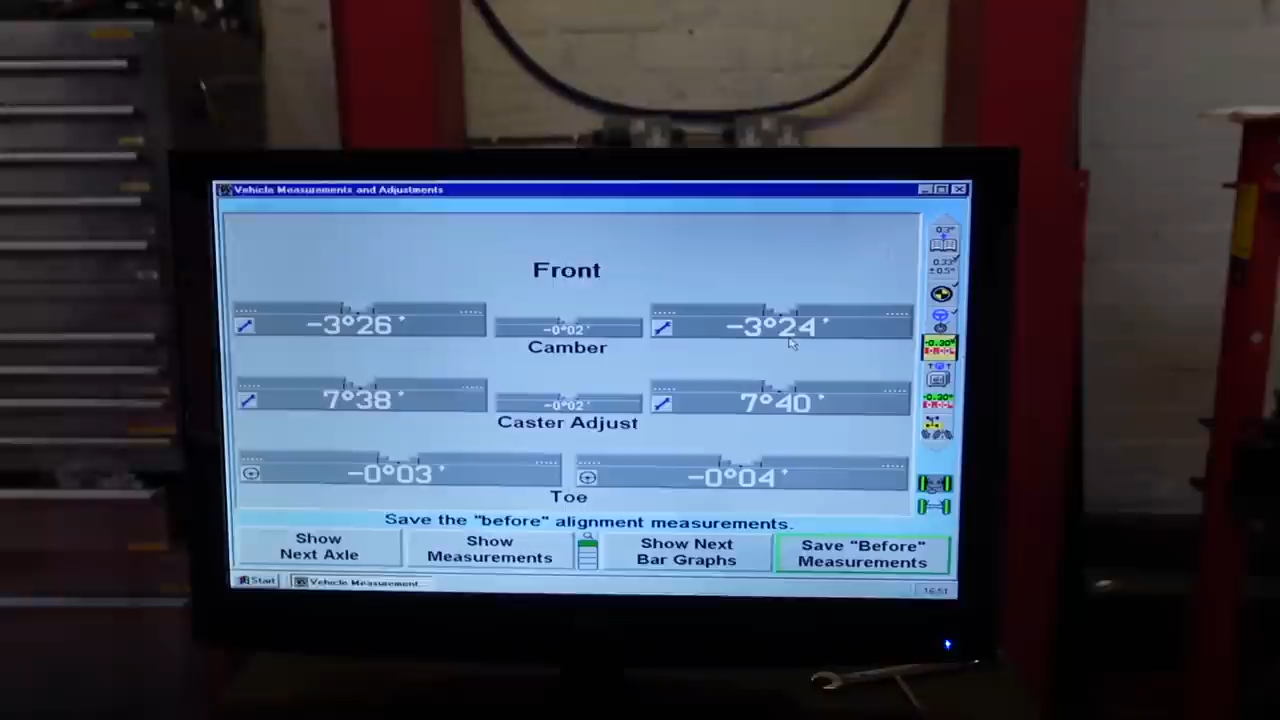 Vehicle Measurements and Adjustments
Front
-3°26' -0°02' -3°24'
Camber
7°38' -0°02' 7°40'
Caster Adjust
-0°03' -0°04'
Toe
Save the "before" alignment measurements.
Show Next Axle
Show Measurements
Show Next Bar Graphs
Save "Before" Measurements
Start Vehicle Measurement... 16:51